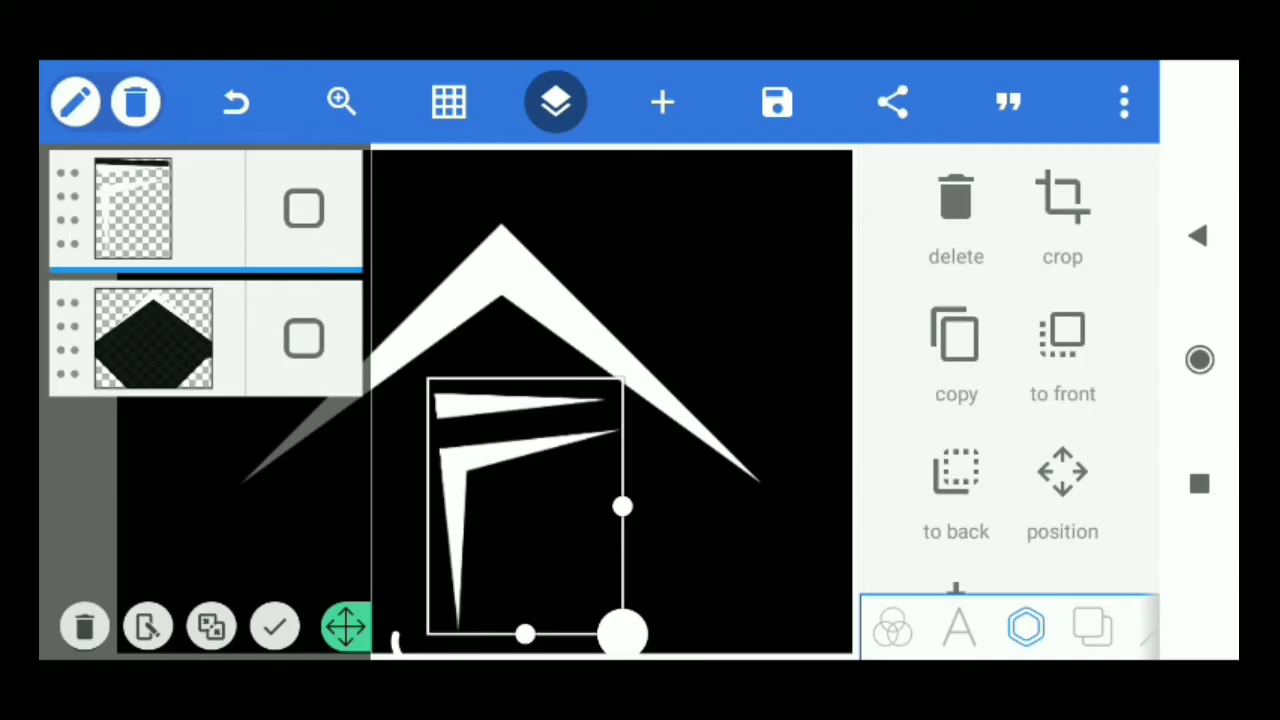 delete
crop
copy
to front
to back
position